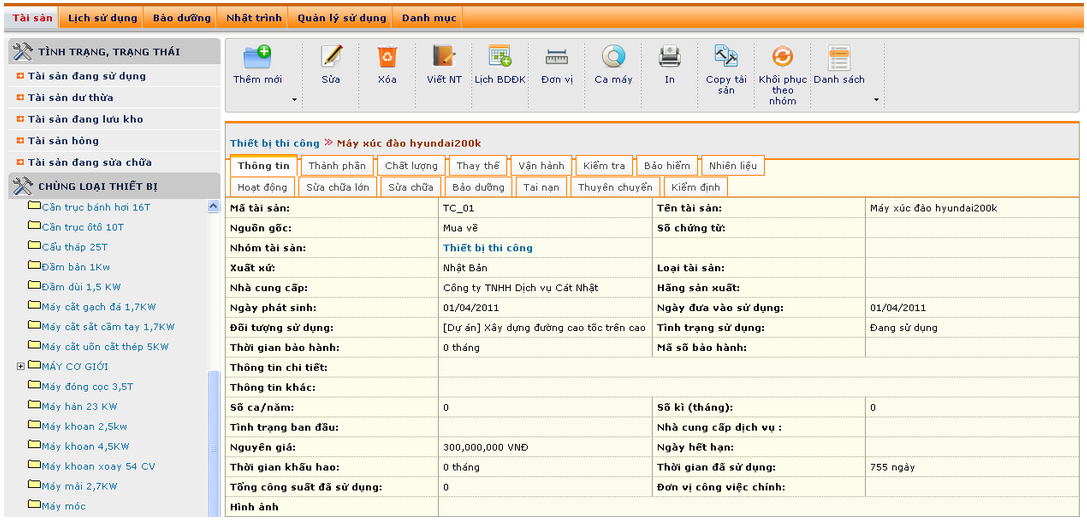 Tài sản Lịch sử dụng Bảo dưỡng Nhật trình Quản lý sử dụng Danh mục
TÌNH TRẠNG, TRẠNG THÁI
Tài sản đang sử dụng
Tài sản dư thừa
Tài sản đang lưu kho
Tài sản hỏng
Tài sản đang sửa chữa
CHỦNG LOẠI THIẾT BỊ
Cần trục bánh hơi 16T
Cần trục ôtô 10T
Cẩu tháp 25T
Đầm bàn 1Kw
Đầm dùi 1,5 KW
Máy cắt gạch đá 1,7KW
Máy cắt sắt cầm tay 1,7KW
Máy cắt uốn cắt thép 5KW
MÁY CƠ GIỚI
Máy đóng cọc 3,5T
Máy hàn 23 KW
Máy khoan 2,5kw
Máy khoan 4,5KW
Máy khoan xoay 54 CV
Máy mài 2,7KW
Máy móc
Thêm mới Sửa Xóa Viết NT Lịch BDĐK Đơn vị Ca máy In Copy tài sản Khôi phục theo nhóm Danh sách
Thiết bị thi công » Máy xúc đào hyundai200k
Thông tin Thành phần Chất lượng Thay thế Vận hành Kiểm tra Bảo hiểm Nhiên liệu
Hoạt động Sửa chữa lớn Sửa chữa Bảo dưỡng Tai nạn Thuyên chuyển Kiểm định
Mã tài sản: TC_01 Tên tài sản: Máy xúc đào hyundai200k
Nguồn gốc: Mua về Số chứng từ:
Nhóm tài sản: Thiết bị thi công
Xuất xứ: Nhật Bản Loại tài sản:
Nhà cung cấp: Công ty TNHH Dịch vụ Cát Nhật Hãng sản xuất:
Ngày phát sinh: 01/04/2011 Ngày đưa vào sử dụng: 01/04/2011
Đối tượng sử dụng: [Dự án] Xây dựng đường cao tốc trên cao Tình trạng sử dụng: Đang sử dụng
Thời gian bảo hành: 0 tháng Mã số bảo hành:
Thông tin chi tiết:
Thông tin khác:
Số ca/năm: 0 Số kì (tháng): 0
Tình trạng ban đầu: Nhà cung cấp dịch vụ :
Nguyên giá: 300,000,000 VNĐ Ngày hết hạn:
Thời gian khấu hao: 0 tháng Thời gian đã sử dụng: 755 ngày
Tổng công suất đã sử dụng: 0 Đơn vị công việc chính:
Hình ảnh